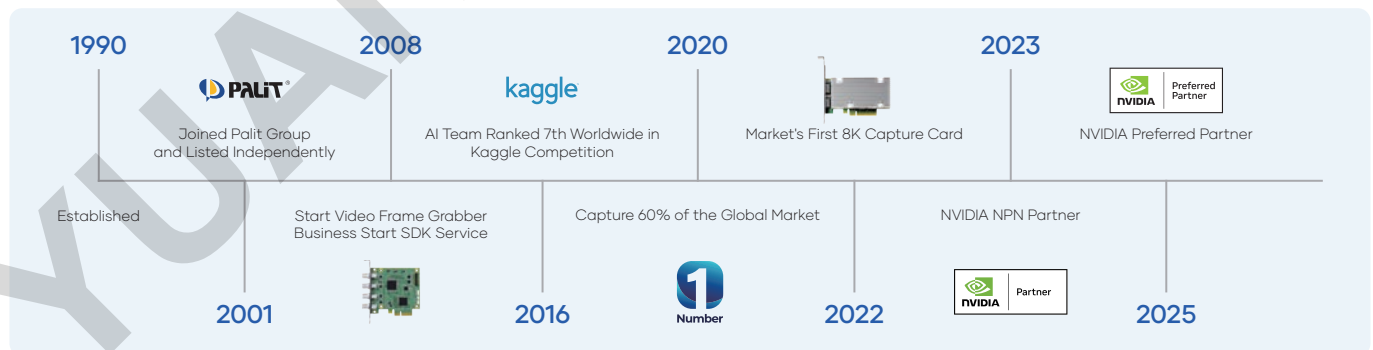 1990
2008
2020
2023
PALiT®
kaggle
NVIDIA
Preferred
Partner
Joined Palit Group
and Listed Independently
AI Team Ranked 7th Worldwide in
Kaggle Competition
Market's First 8K Capture Card
NVIDIA Preferred Partner
Established
Start Video Frame Grabber
Business Start SDK Service
Capture 60% of the Global Market
NVIDIA NPN Partner
1
Number
NVIDIA
Partner
2001
2016
2022
2025
YUAN